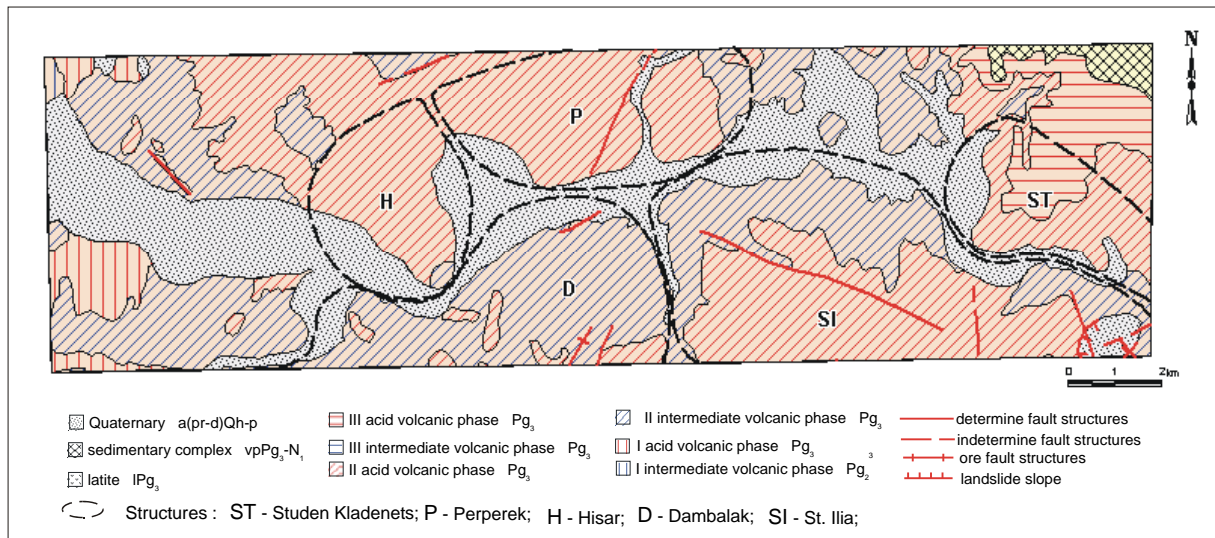 N
P
H
ST
D
SI
0 1 2km
Quaternary a(pr-d)Qh-p
sedimentary complex vpPg3-N1
latite lPg3
III acid volcanic phase Pg3
III intermediate volcanic phase Pg3
II acid volcanic phase Pg3
II intermediate volcanic phase Pg3
I acid volcanic phase Pg3
3
I intermediate volcanic phase Pg2
determine fault structures
indetermine fault structures
ore fault structures
landslide slope
Structures : ST - Studen Kladenets; P - Perperek; H - Hisar; D - Dambalak; SI - St. Ilia;